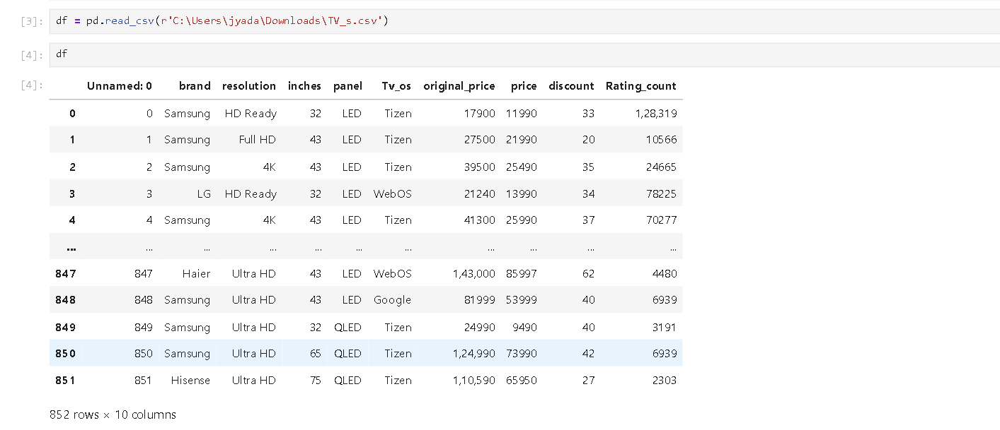 [3]: df = pd.read_csv(r'C:\Users\jyada\Downloads\TV_s.csv')
[4]: df
[4]:
Unnamed: 0 brand resolution inches panel Tv_os original_price price discount Rating_count
0 0 Samsung HD Ready 32 LED Tizen 17900 11990 33 1,28,319
1 1 Samsung Full HD 43 LED Tizen 27500 21990 20 10566
2 2 Samsung 4K 43 LED Tizen 39500 25490 35 24665
3 3 LG HD Ready 32 LED WebOS 21240 13990 34 78225
4 4 Samsung 4K 43 LED Tizen 41300 25990 37 70277
... ... ... ... ... ... ... ... ... ... ...
847 847 Haier Ultra HD 43 LED WebOS 1,43,000 85997 62 4480
848 848 Samsung Ultra HD 43 LED Google 81999 53999 40 6939
849 849 Samsung Ultra HD 32 QLED Tizen 24990 9490 40 3191
850 850 Samsung Ultra HD 65 QLED Tizen 1,24,990 73990 42 6939
851 851 Hisense Ultra HD 75 QLED Tizen 1,10,590 65950 27 2303
852 rows × 10 columns